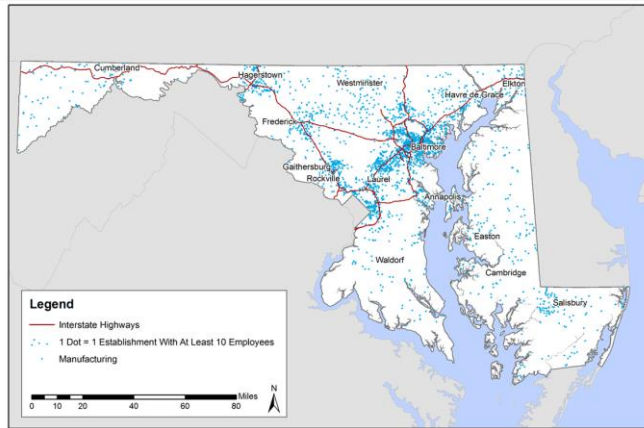 Cumberland
Hagerstown
Westminster
Elkton
Havre de Grace
Frederick
Baltimore
Gaithersburg
Rockville
Laurel
Annapolis
Easton
Waldorf
Cambridge
Salisbury
Legend
Interstate Highways
1 Dot = 1 Establishment With At Least 10 Employees
Manufacturing
N
Miles
0 5 10 20 40 60 80